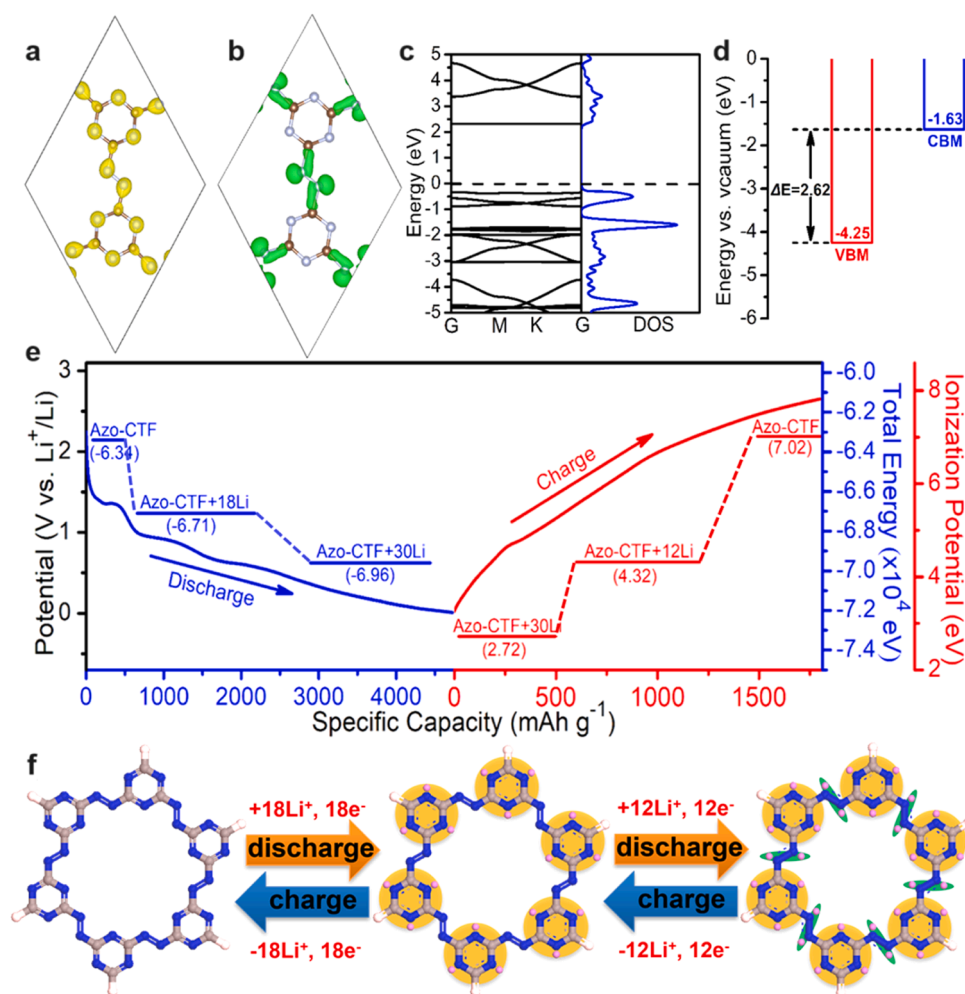 a
b
c
d
5
4
3
2
1
0
-1
-2
-3
-4
-5
Energy (eV)
G M K G DOS
0
-1
-2
-3
-4
-5
-6
Energy vs. vcauum (eV)
ΔE=2.62
-1.63
CBM
-4.25
VBM
e
3
2
1
0
Potential (V vs. Li+/Li)
Azo-CTF
(-6.34)
Azo-CTF+18Li
(-6.71)
Azo-CTF+30Li
(-6.96)
Discharge
Charge
Azo-CTF+30Li
(2.72)
Azo-CTF+12Li
(4.32)
Azo-CTF
(7.02)
-6.0
-6.2
-6.4
-6.6
-6.8
-7.0
-7.2
-7.4
Total Energy (x10^4 eV)
8
6
4
2
Ionization Potential (eV)
0 1000 2000 3000 4000 0 500 1000 1500
Specific Capacity (mAh g-1)
f
+18Li+, 18e-
discharge
charge
-18Li+, 18e-
+12Li+, 12e-
discharge
charge
-12Li+, 12e-